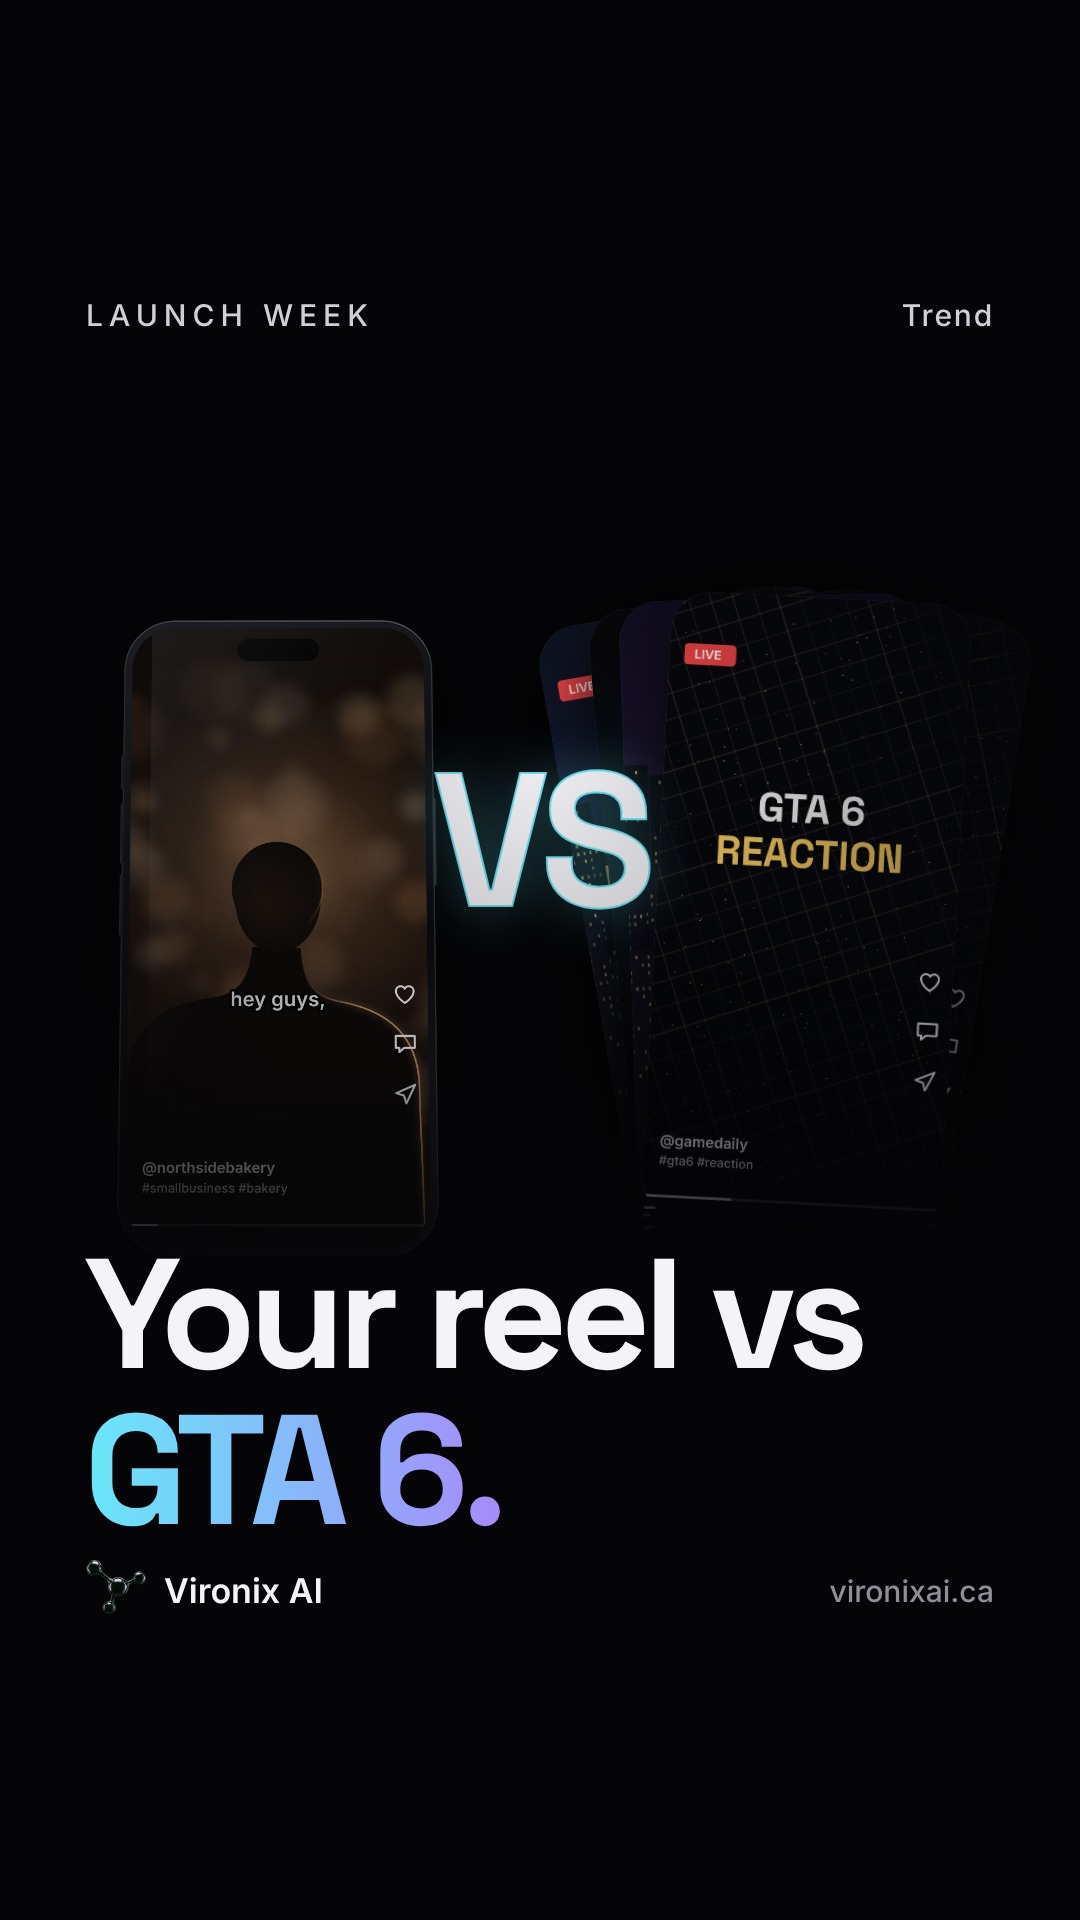 LAUNCH WEEK
Trend
LIVE
LIVE
GTA 6
REACTION
VS
hey guys,
@northsidebakery
#smallbusiness #bakery
@gamedaily
#gta6 #reaction
Your reel vs
GTA 6.
Vironix AI
vironixai.ca